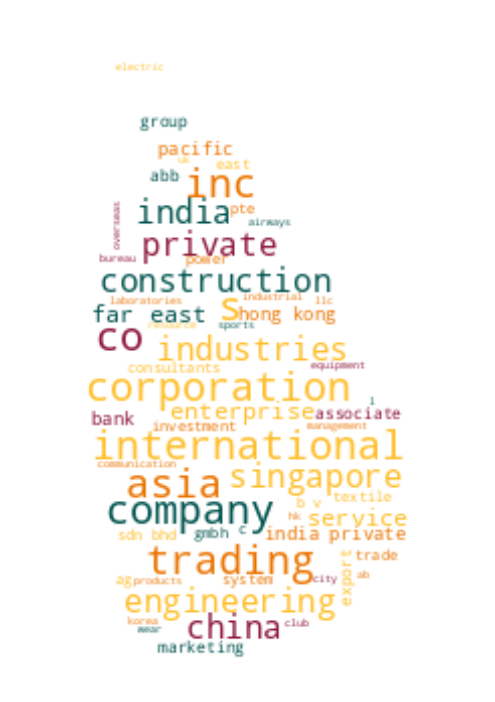 electric
group
pacific
uk east
abb inc
india pte
overseas airways
private
bureau power
construction
laboratories industrial llc
far east s hong kong
resource sports
co industries
consultants equipment
corporation
enterprise l
bank associate
investment management
international
communication
asia singapore
company b v textile
hk service
sdn bhd gmbh c india private
trading trade
ag products system city ab
engineering export
korea china club
wear
marketing